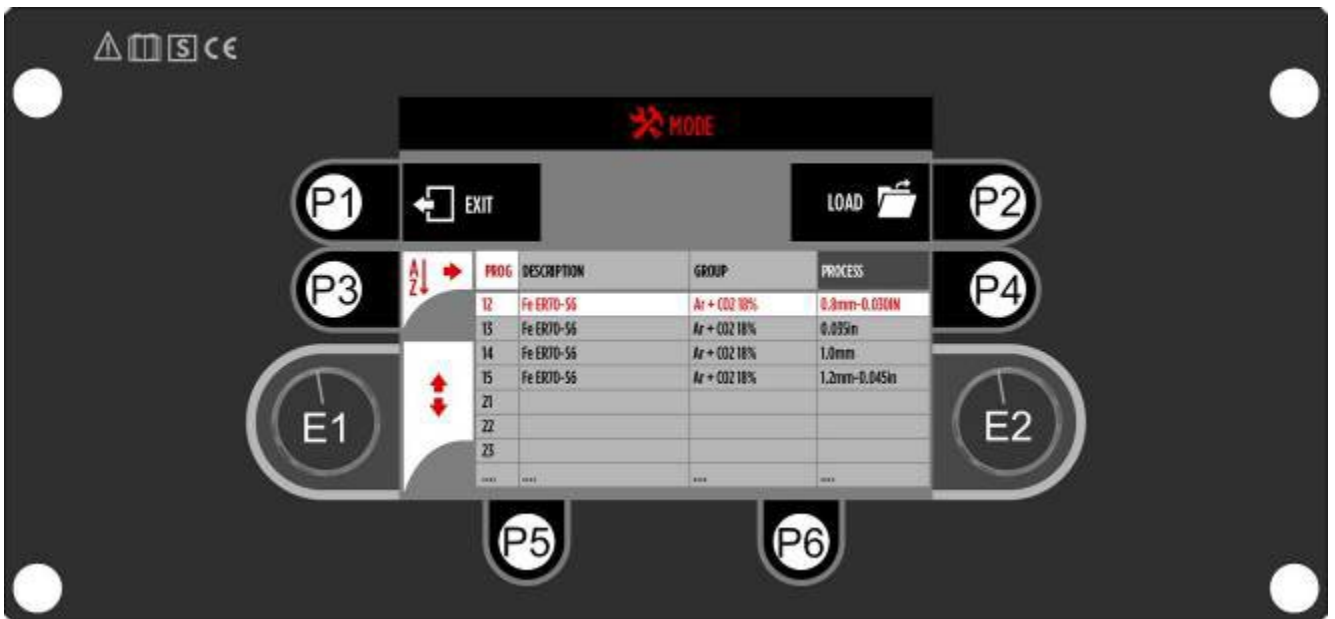 S CE
MODE
P1 EXIT LOAD P2
P3 A Z PROG DESCRIPTION GROUP PROCESS P4
12 Fe ER70-S6 Ar + CO2 18% 0.8mm-0.030IN
13 Fe ER70-S6 Ar + CO2 18% 0.035in
14 Fe ER70-S6 Ar + CO2 18% 1.0mm
15 Fe ER70-S6 Ar + CO2 18% 1.2mm-0.045in
21
22
23
.... .... .... ....
E1 E2
P5 P6